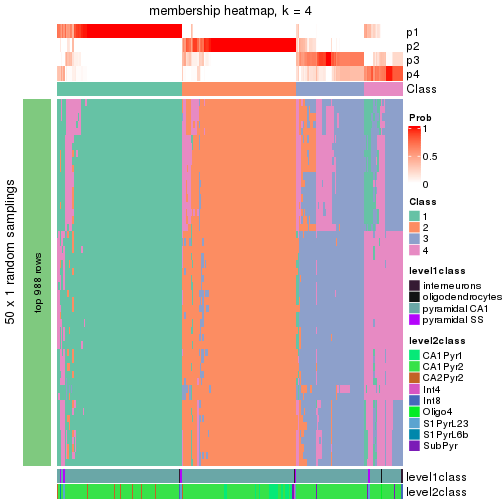 membership heatmap, k = 4
p1
p2
p3
p4
Class
50 x 1 random samplings
top 988 rows
Prob
1
0.5
0
Class
1
2
3
4
level1class
interneurons
oligodendrocytes
pyramidal CA1
pyramidal SS
level2class
CA1Pyr1
CA1Pyr2
CA2Pyr2
Int4
Int8
Oligo4
S1PyrL23
S1PyrL6b
SubPyr
level1class
level2class